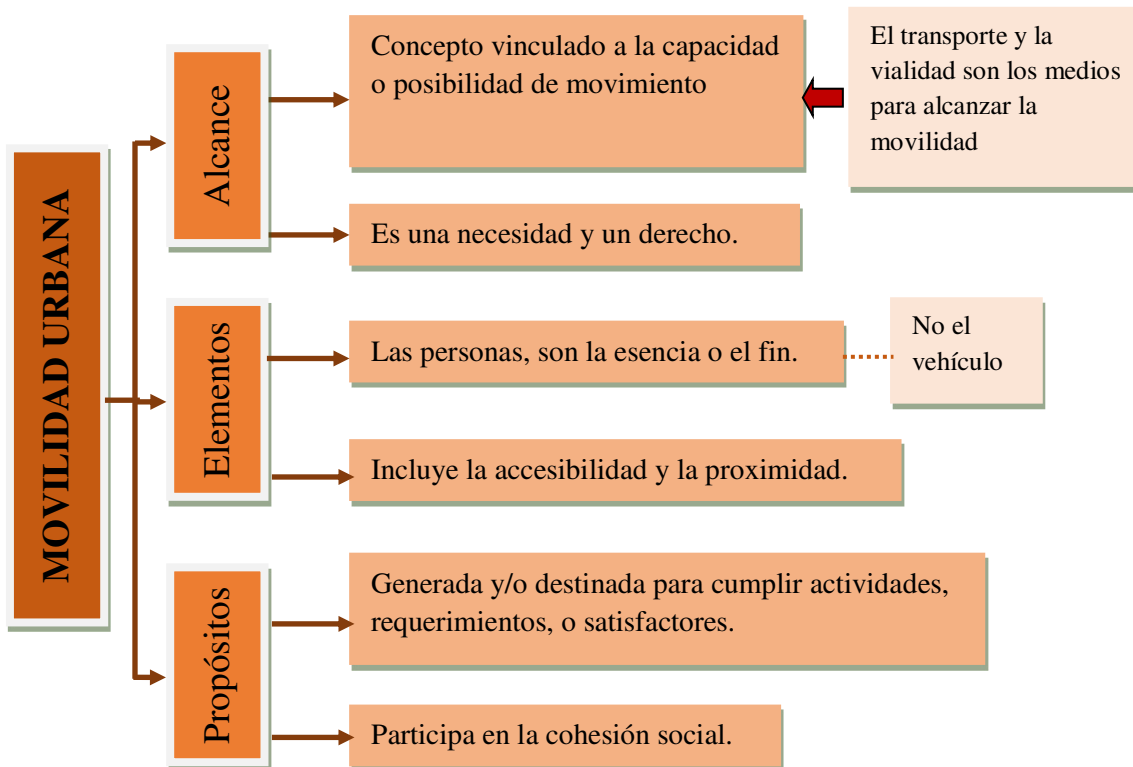 MOVILIDAD URBANA
Alcance
Concepto vinculado a la capacidad
o posibilidad de movimiento
El transporte y la
vialidad son los medios
para alcanzar la
movilidad
Es una necesidad y un derecho.
Elementos
Las personas, son la esencia o el fin.
No el
vehículo
Incluye la accesibilidad y la proximidad.
Propósitos
Generada y/o destinada para cumplir actividades,
requerimientos, o satisfactores.
Participa en la cohesión social.